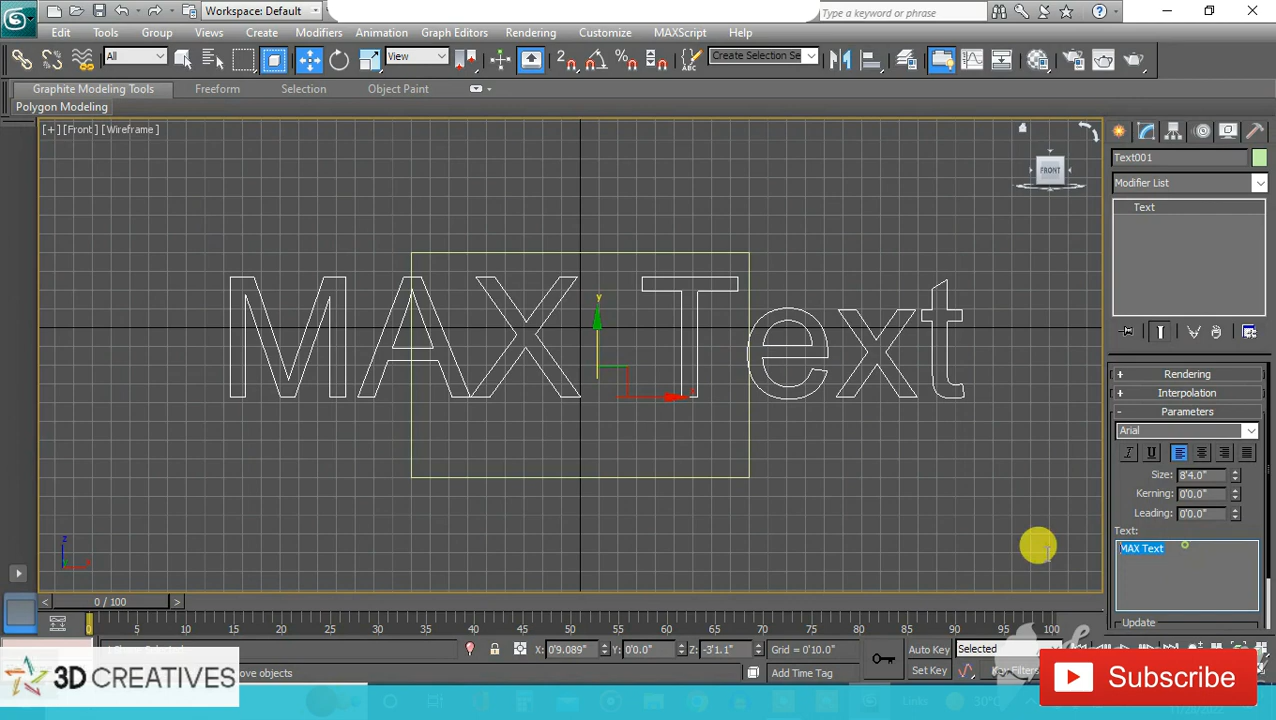 Workspace: Default
Type a keyword or phrase
Edit Tools Group Views Create Modifiers Animation Graph Editors Rendering Customize MAXScript Help
All View Create Selection Se
Graphite Modeling Tools Freeform Selection Object Paint
Polygon Modeling
[+] [Front] [Wireframe]
FRONT
MAX Text
y
z
Text001
Modifier List
Text
+ Rendering
+ Interpolation
- Parameters
Arial
Size: 8'4.0"
Kerning: 0'0.0"
Leading: 0'0.0"
Text:
MAX Text
Update
< 0 / 100 >
0 5 10 15 20 25 30 35 40 45 50 55 60 65 70 75 80 85 90 95 100
X: 0'9.089" Y: 0'0.0" Z: -3'1.1" Grid = 0'10.0" Auto Key Selected
ove objects Add Time Tag Set Key Key Filters
3D CREATIVES
Subscribe